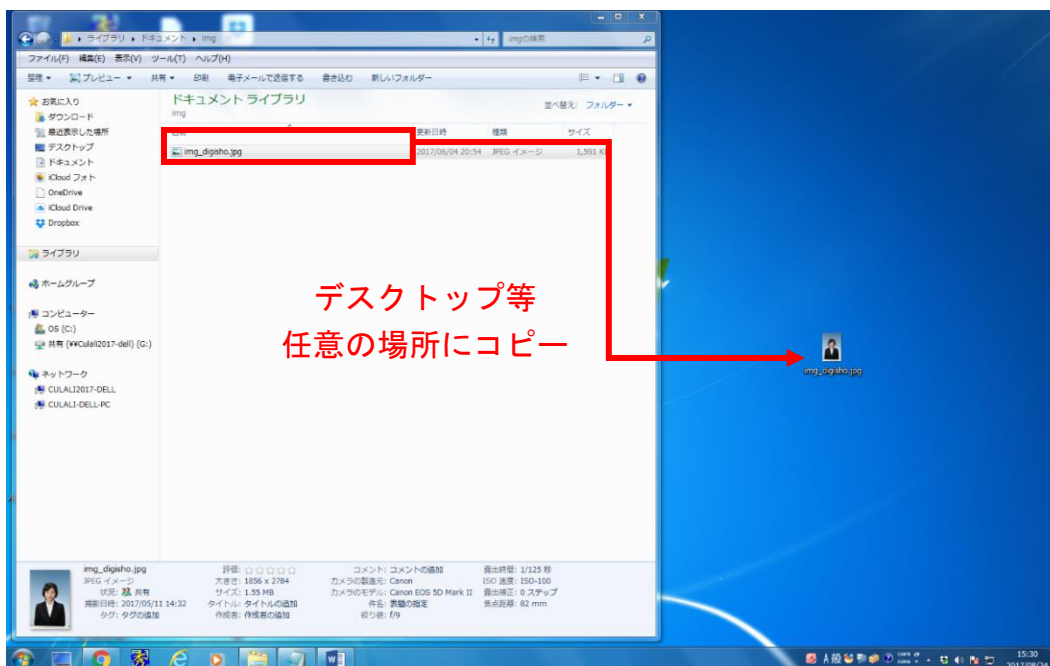 ライブラリ ▸ ドキュメント ▸ img
imgの検索
ファイル(F) 編集(E) 表示(V) ツール(T) ヘルプ(H)
整理 プレビュー 共有 印刷 電子メールで送信する 書き込む 新しいフォルダー
お気に入り
ダウンロード
最近表示した場所
デスクトップ
ドキュメント
iCloud フォト
OneDrive
iCloud Drive
Dropbox
ライブラリ
ホームグループ
コンピューター
OS (C:)
共有 (¥¥Culali2017-dell) (G:)
ネットワーク
CULALI2017-DELL
CULALI-DELL-PC
ドキュメント ライブラリ
img
並べ替え: フォルダー
更新日時 種類 サイズ
img_digisho.jpg 2017/06/04 20:54 JPEG イメージ 1,591 K
デスクトップ等
任意の場所にコピー
img_digisho.jpg
img_digisho.jpg 評価: コメント: コメントの追加 露出時間: 1/125 秒
JPEG イメージ 大きさ: 1856 x 2784 カメラの製造元: Canon ISO 速度: ISO-100
状況: 共有 サイズ: 1.55 MB カメラのモデル: Canon EOS 5D Mark II 露出補正: 0 ステップ
撮影日時: 2017/05/11 14:32 タイトル: タイトルの追加 件名: 表題の指定 焦点距離: 82 mm
タグ: タグの追加 作成者: 作成者の追加 絞り値: f/9
A 般
15:30